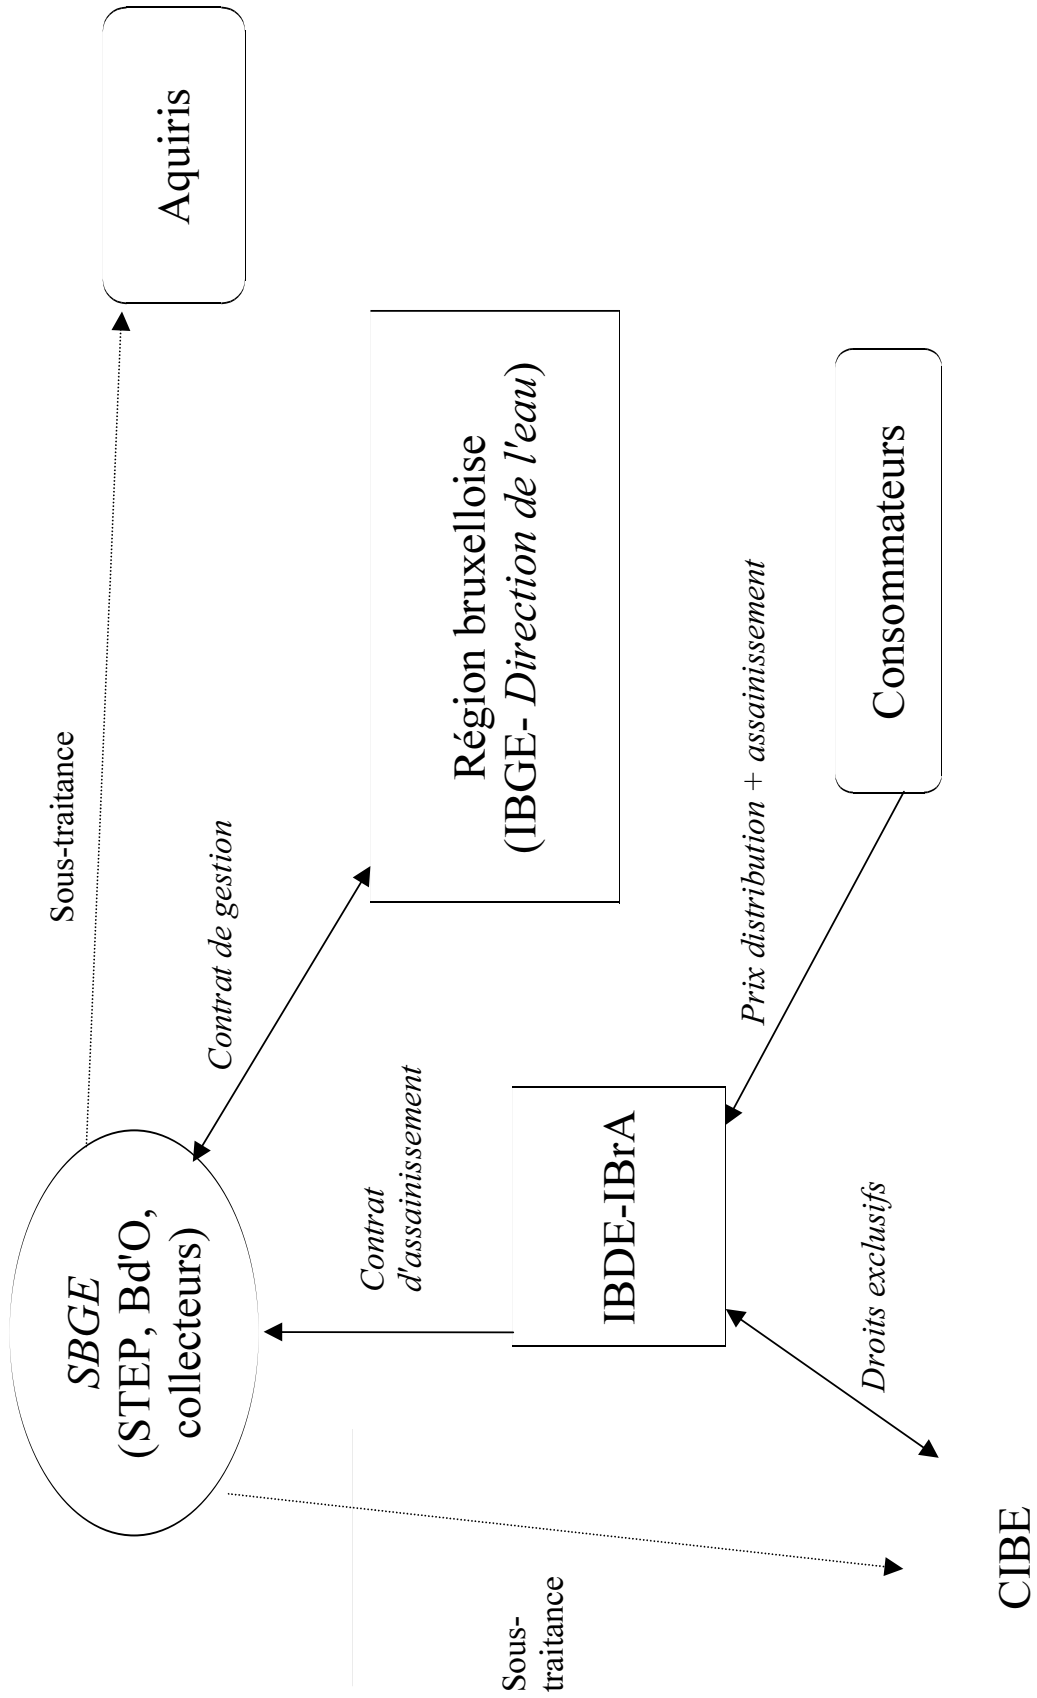 Sous-traitance
Aquiris
SBGE
(STEP, Bd'O,
collecteurs)
Contrat de gestion
Contrat
d'assainissement
Région bruxelloise
(IBGE- Direction de l'eau)
Sous-
traitance
IBDE-IBrA
Prix distribution + assainissement
Droits exclusifs
Consommateurs
CIBE